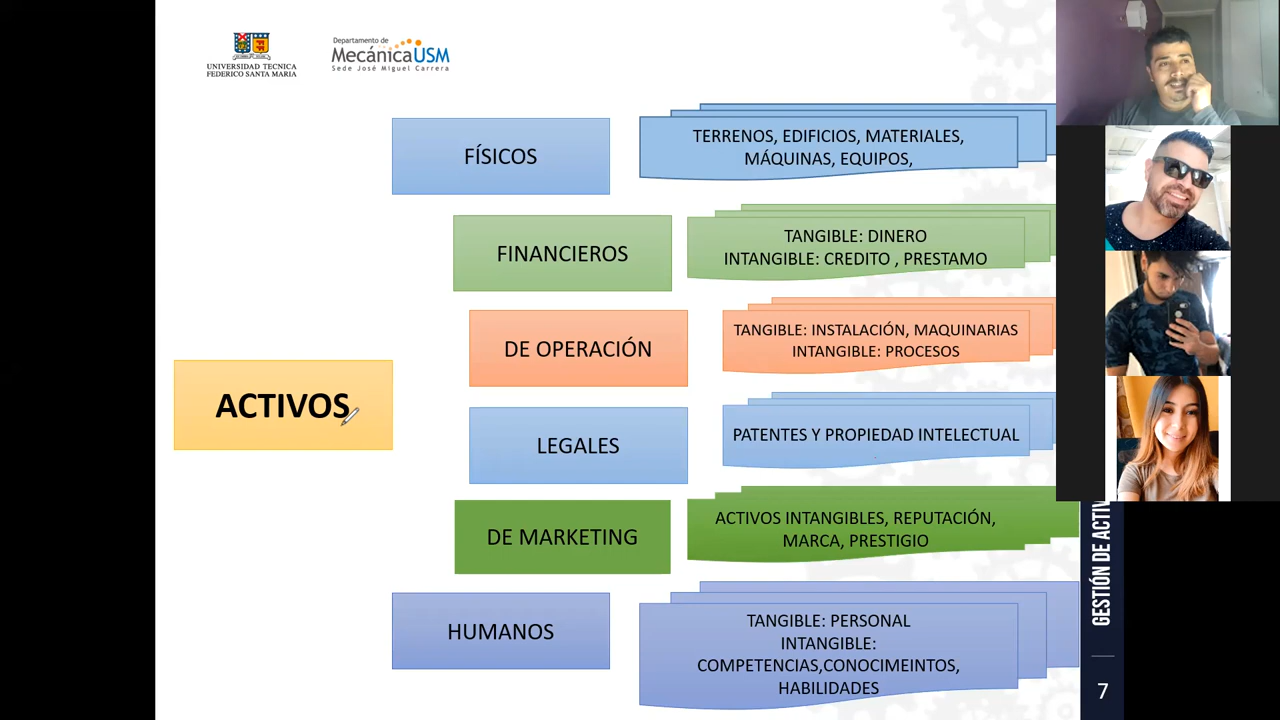 UNIVERSIDAD TECNICA
FEDERICO SANTA MARIA
Departamento de
MecánicaUSM
Sede José Miguel Carrera
FÍSICOS
TERRENOS, EDIFICIOS, MATERIALES,
MÁQUINAS, EQUIPOS,
FINANCIEROS
TANGIBLE: DINERO
INTANGIBLE: CREDITO , PRESTAMO
DE OPERACIÓN
TANGIBLE: INSTALACIÓN, MAQUINARIAS
INTANGIBLE: PROCESOS
ACTIVOS
LEGALES
PATENTES Y PROPIEDAD INTELECTUAL
DE MARKETING
ACTIVOS INTANGIBLES, REPUTACIÓN,
MARCA, PRESTIGIO
HUMANOS
TANGIBLE: PERSONAL
INTANGIBLE:
COMPETENCIAS,CONOCIMEINTOS,
HABILIDADES
GESTIÓN DE ACTIV
7